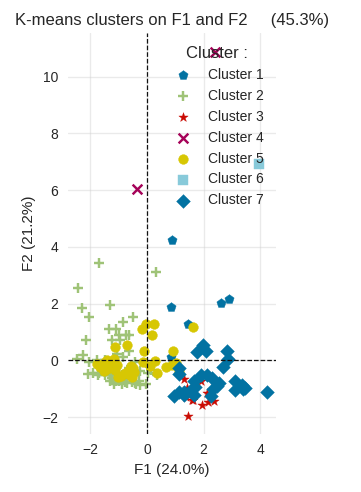 K-means clusters on F1 and F2 (45.3%)
Cluster :
Cluster 1
Cluster 2
Cluster 3
Cluster 4
Cluster 5
Cluster 6
Cluster 7
10
8
6
4
2
0
−2
F2 (21.2%)
−2 0 2 4
F1 (24.0%)